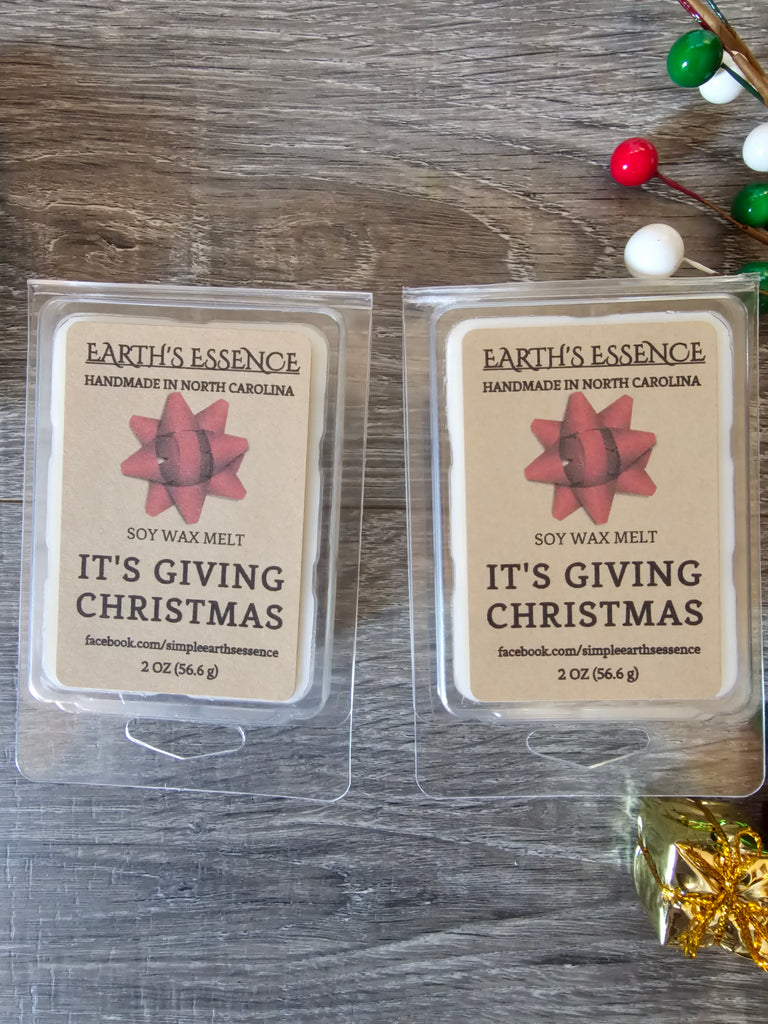 EARTH'S ESSENCE
HANDMADE IN NORTH CAROLINA
SOY WAX MELT
IT'S GIVING
CHRISTMAS
facebook.com/simpleearthsessence
2 OZ (56.6 g)
EARTH'S ESSENCE
HANDMADE IN NORTH CAROLINA
SOY WAX MELT
IT'S GIVING
CHRISTMAS
facebook.com/simpleearthsessence
2 OZ (56.6 g)